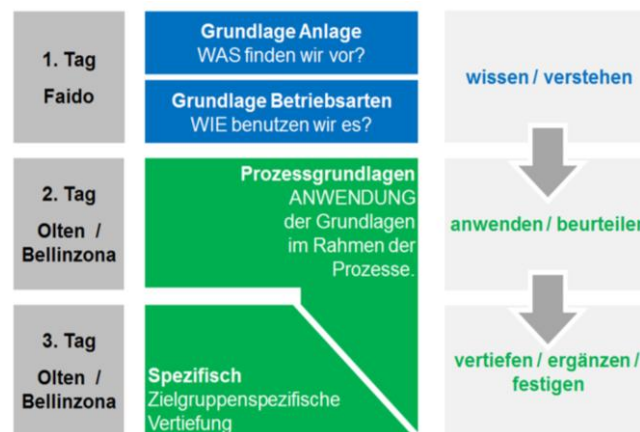 1. Tag
Faido
Grundlage Anlage
WAS finden wir vor?
Grundlage Betriebsarten
WIE benutzen wir es?
wissen / verstehen
2. Tag
Olten /
Bellinzona
Prozessgrundlagen
ANWENDUNG
der Grundlagen
im Rahmen der
Prozesse.
anwenden / beurteilen
3. Tag
Olten /
Bellinzona
Spezifisch
Zielgruppenspezifische
Vertiefung
vertiefen / ergänzen /
festigen